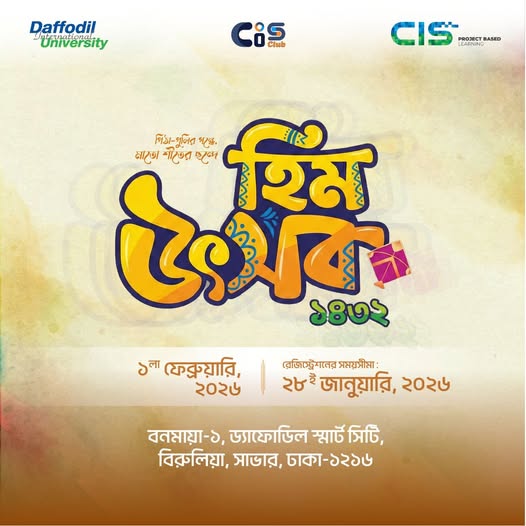 Daffodil
International
University
CIS
Club
CIS
PROJECT BASED
LEARNING
পিঠা-পুলির গন্ধে,
মাতো শীতের ছন্দে
হিম
উৎসব
১৪৩২
১লা ফেব্রুয়ারি,
২০২৬
রেজিস্ট্রেশনের সময়সীমা :
২৮ই জানুয়ারি, ২০২৬
বনমায়া-১, ড্যাফোডিল স্মার্ট সিটি,
বিরুলিয়া, সাভার, ঢাকা-১২১৬